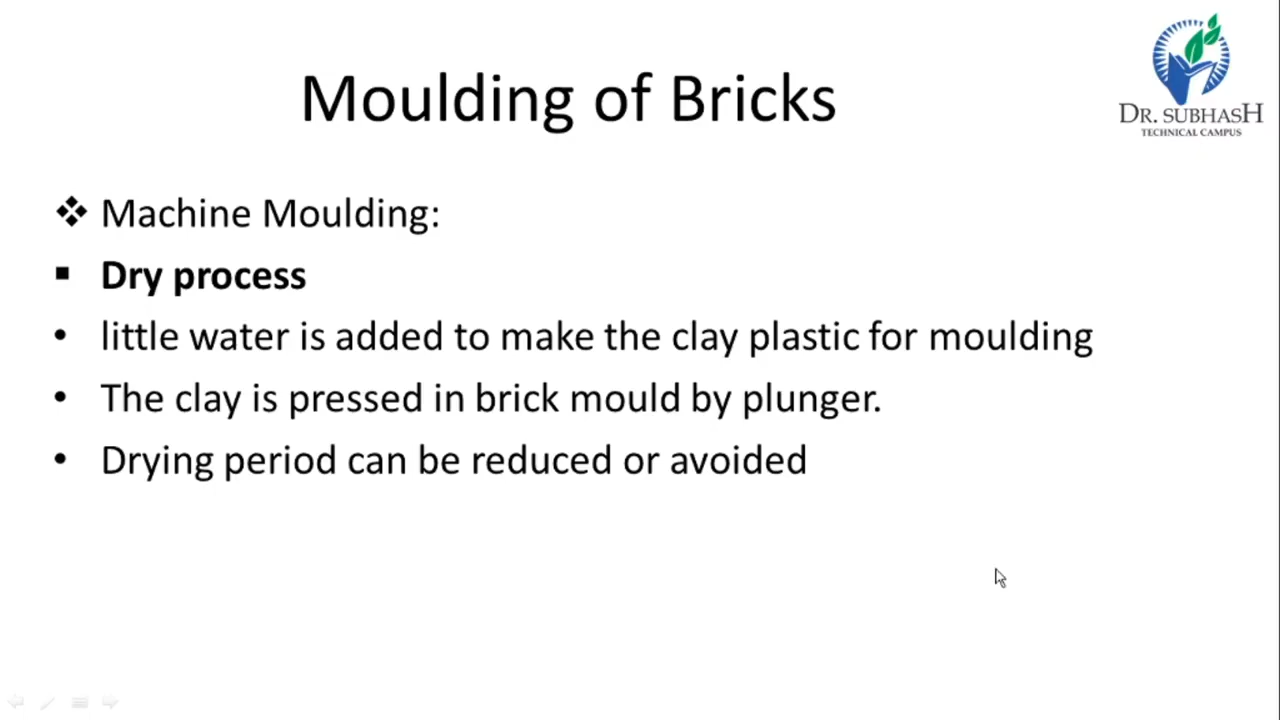 Moulding of Bricks
DR. SUBHASH
TECHNICAL CAMPUS
❖ Machine Moulding:
▪ Dry process
• little water is added to make the clay plastic for moulding
• The clay is pressed in brick mould by plunger.
• Drying period can be reduced or avoided